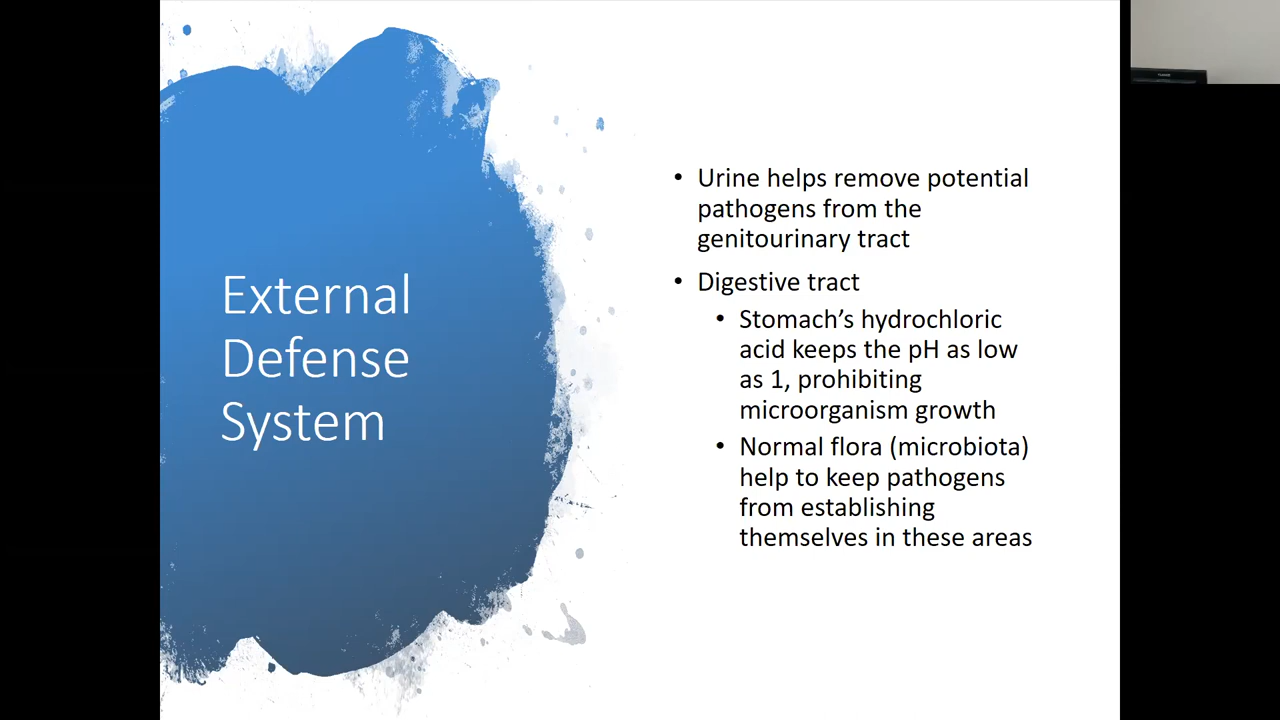 External
Defense
System
• Urine helps remove potential
pathogens from the
genitourinary tract
• Digestive tract
• Stomach’s hydrochloric
acid keeps the pH as low
as 1, prohibiting
microorganism growth
• Normal flora (microbiota)
help to keep pathogens
from establishing
themselves in these areas